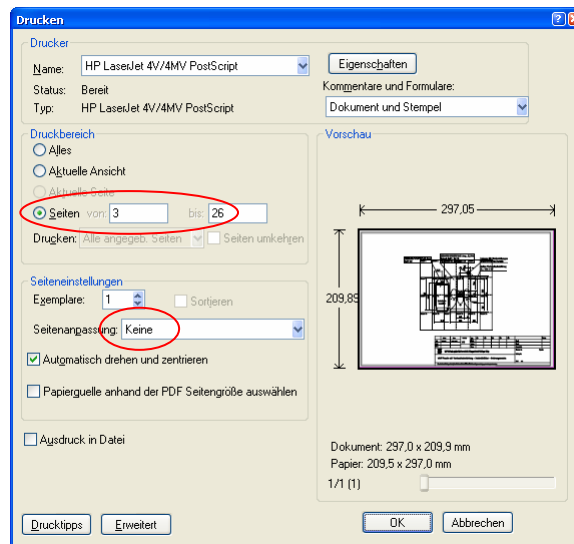 Drucken
Drucker
Name: HP LaserJet 4V/4MV PostScript
Eigenschaften
Status: Bereit
Kommentare und Formulare:
Typ: HP LaserJet 4V/4MV PostScript
Dokument und Stempel
Druckbereich
Alles
Aktuelle Ansicht
Aktuelle Seite
Seiten von: 3 bis: 26
Drucken: Alle angegeb. Seiten Seiten umkehren
Seiteneinstellungen
Exemplare: 1 Sortieren
Seitenanpassung: Keine
Automatisch drehen und zentrieren
Papierquelle anhand der PDF Seitengröße auswählen
Ausdruck in Datei
Vorschau
297,05
209,89
Dokument: 297,0 x 209,9 mm
Papier: 209,5 x 297,0 mm
1/1 (1)
Drucktipps Erweitert OK Abbrechen